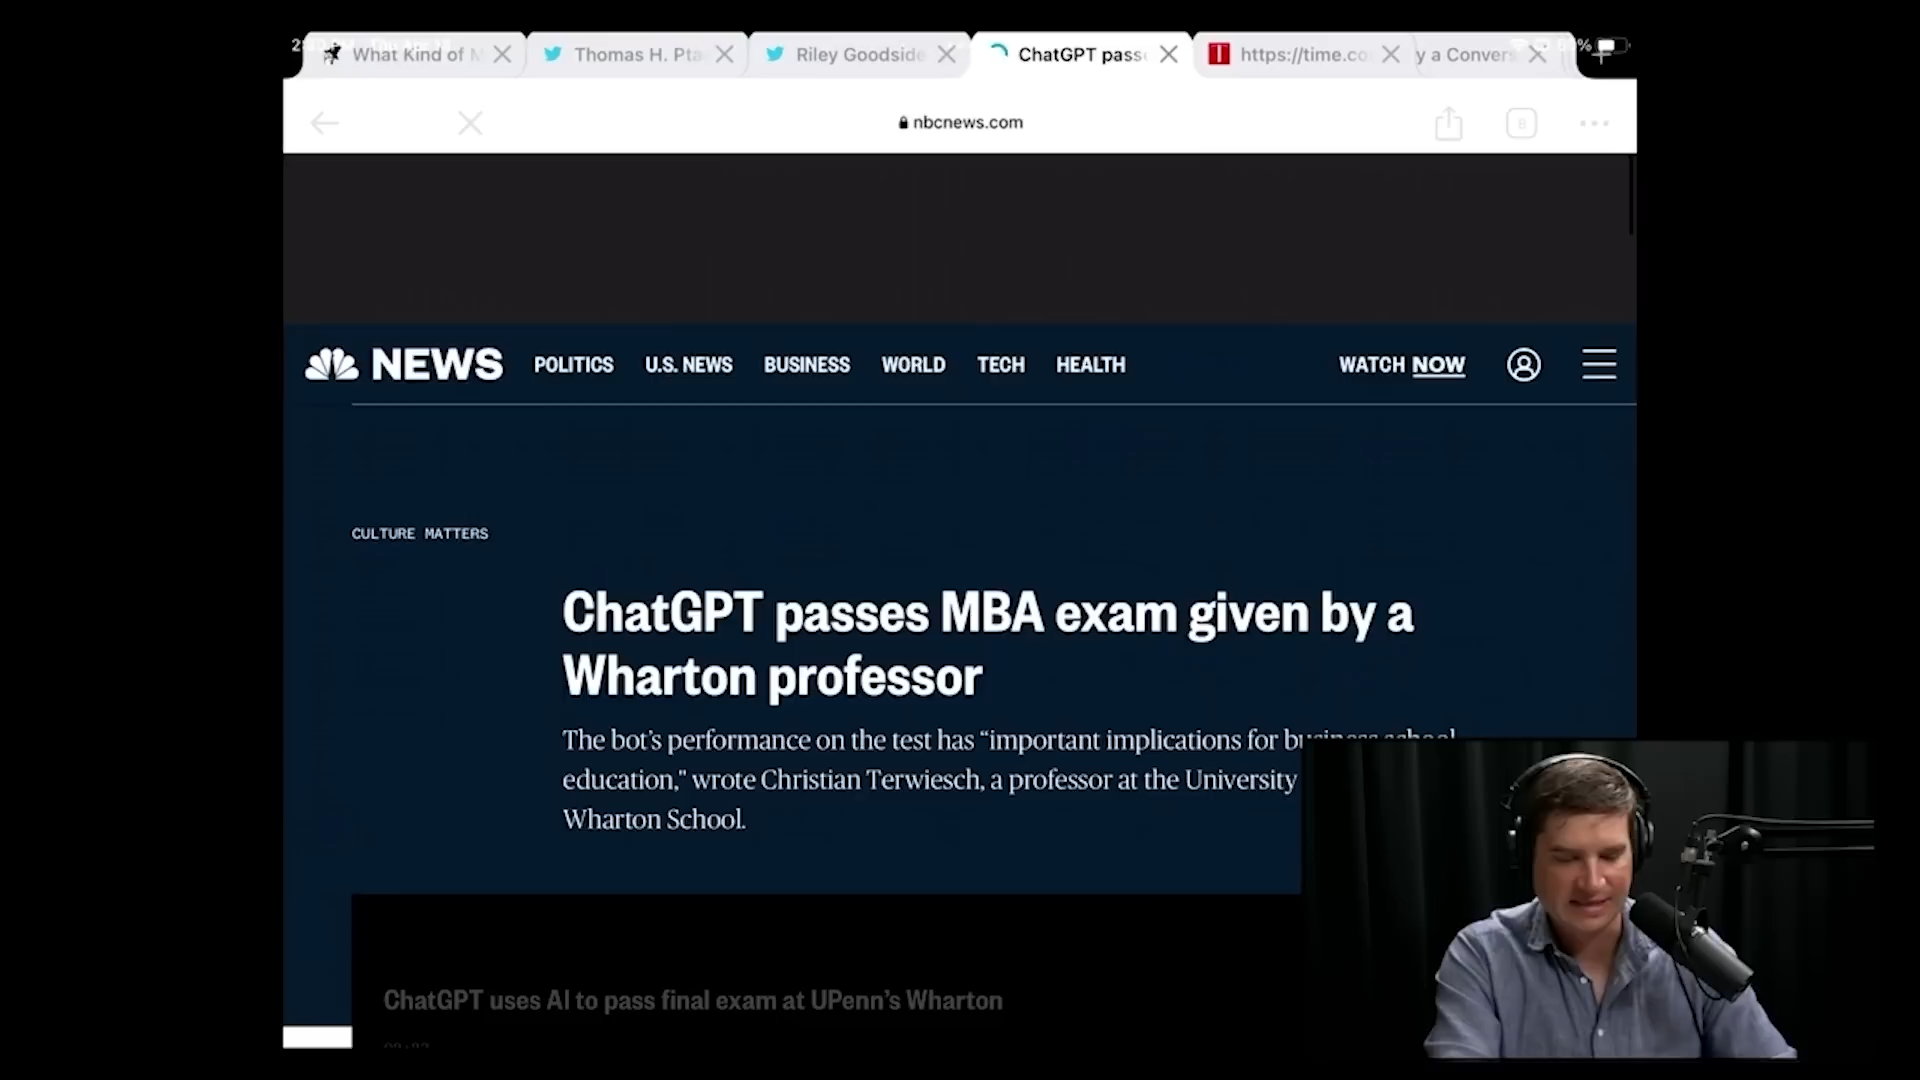 What Kind of M
Thomas H. Pta
Riley Goodside
ChatGPT passe
https://time.co
y a Convers
nbcnews.com
NEWS POLITICS U.S. NEWS BUSINESS WORLD TECH HEALTH WATCH NOW
CULTURE MATTERS
ChatGPT passes MBA exam given by a
Wharton professor
The bot's performance on the test has “important implications for business school
education," wrote Christian Terwiesch, a professor at the University
Wharton School.
ChatGPT uses AI to pass final exam at UPenn's Wharton